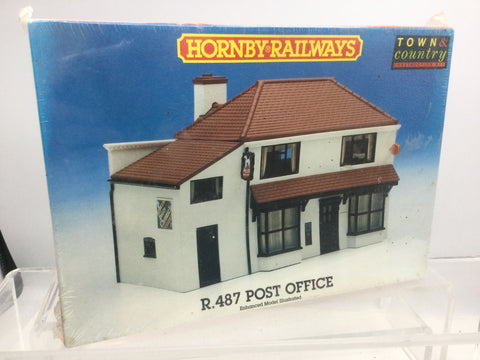 HORNBY RAILWAYS
TOWN &
country
R.487 POST OFFICE
Enhanced Model Illustrated